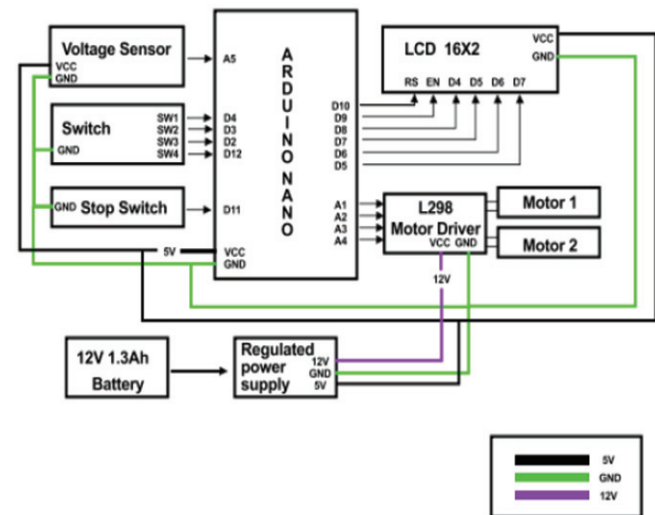 Voltage Sensor
VCC
GND
A5
Switch
SW1
SW2
SW3
SW4
GND
D4
D3
D2
D12
Stop Switch
GND
D11
5V
VCC
GND
ARDUINO NANO
D10
D9
D8
D7
D6
D5
A1
A2
A3
A4
LCD 16X2
VCC
GND
RS EN D4 D5 D6 D7
L298
Motor Driver
VCC GND
12V
Motor 1
Motor 2
12V 1.3Ah
Battery
Regulated
power
supply
12V
GND
5V
5V
GND
12V